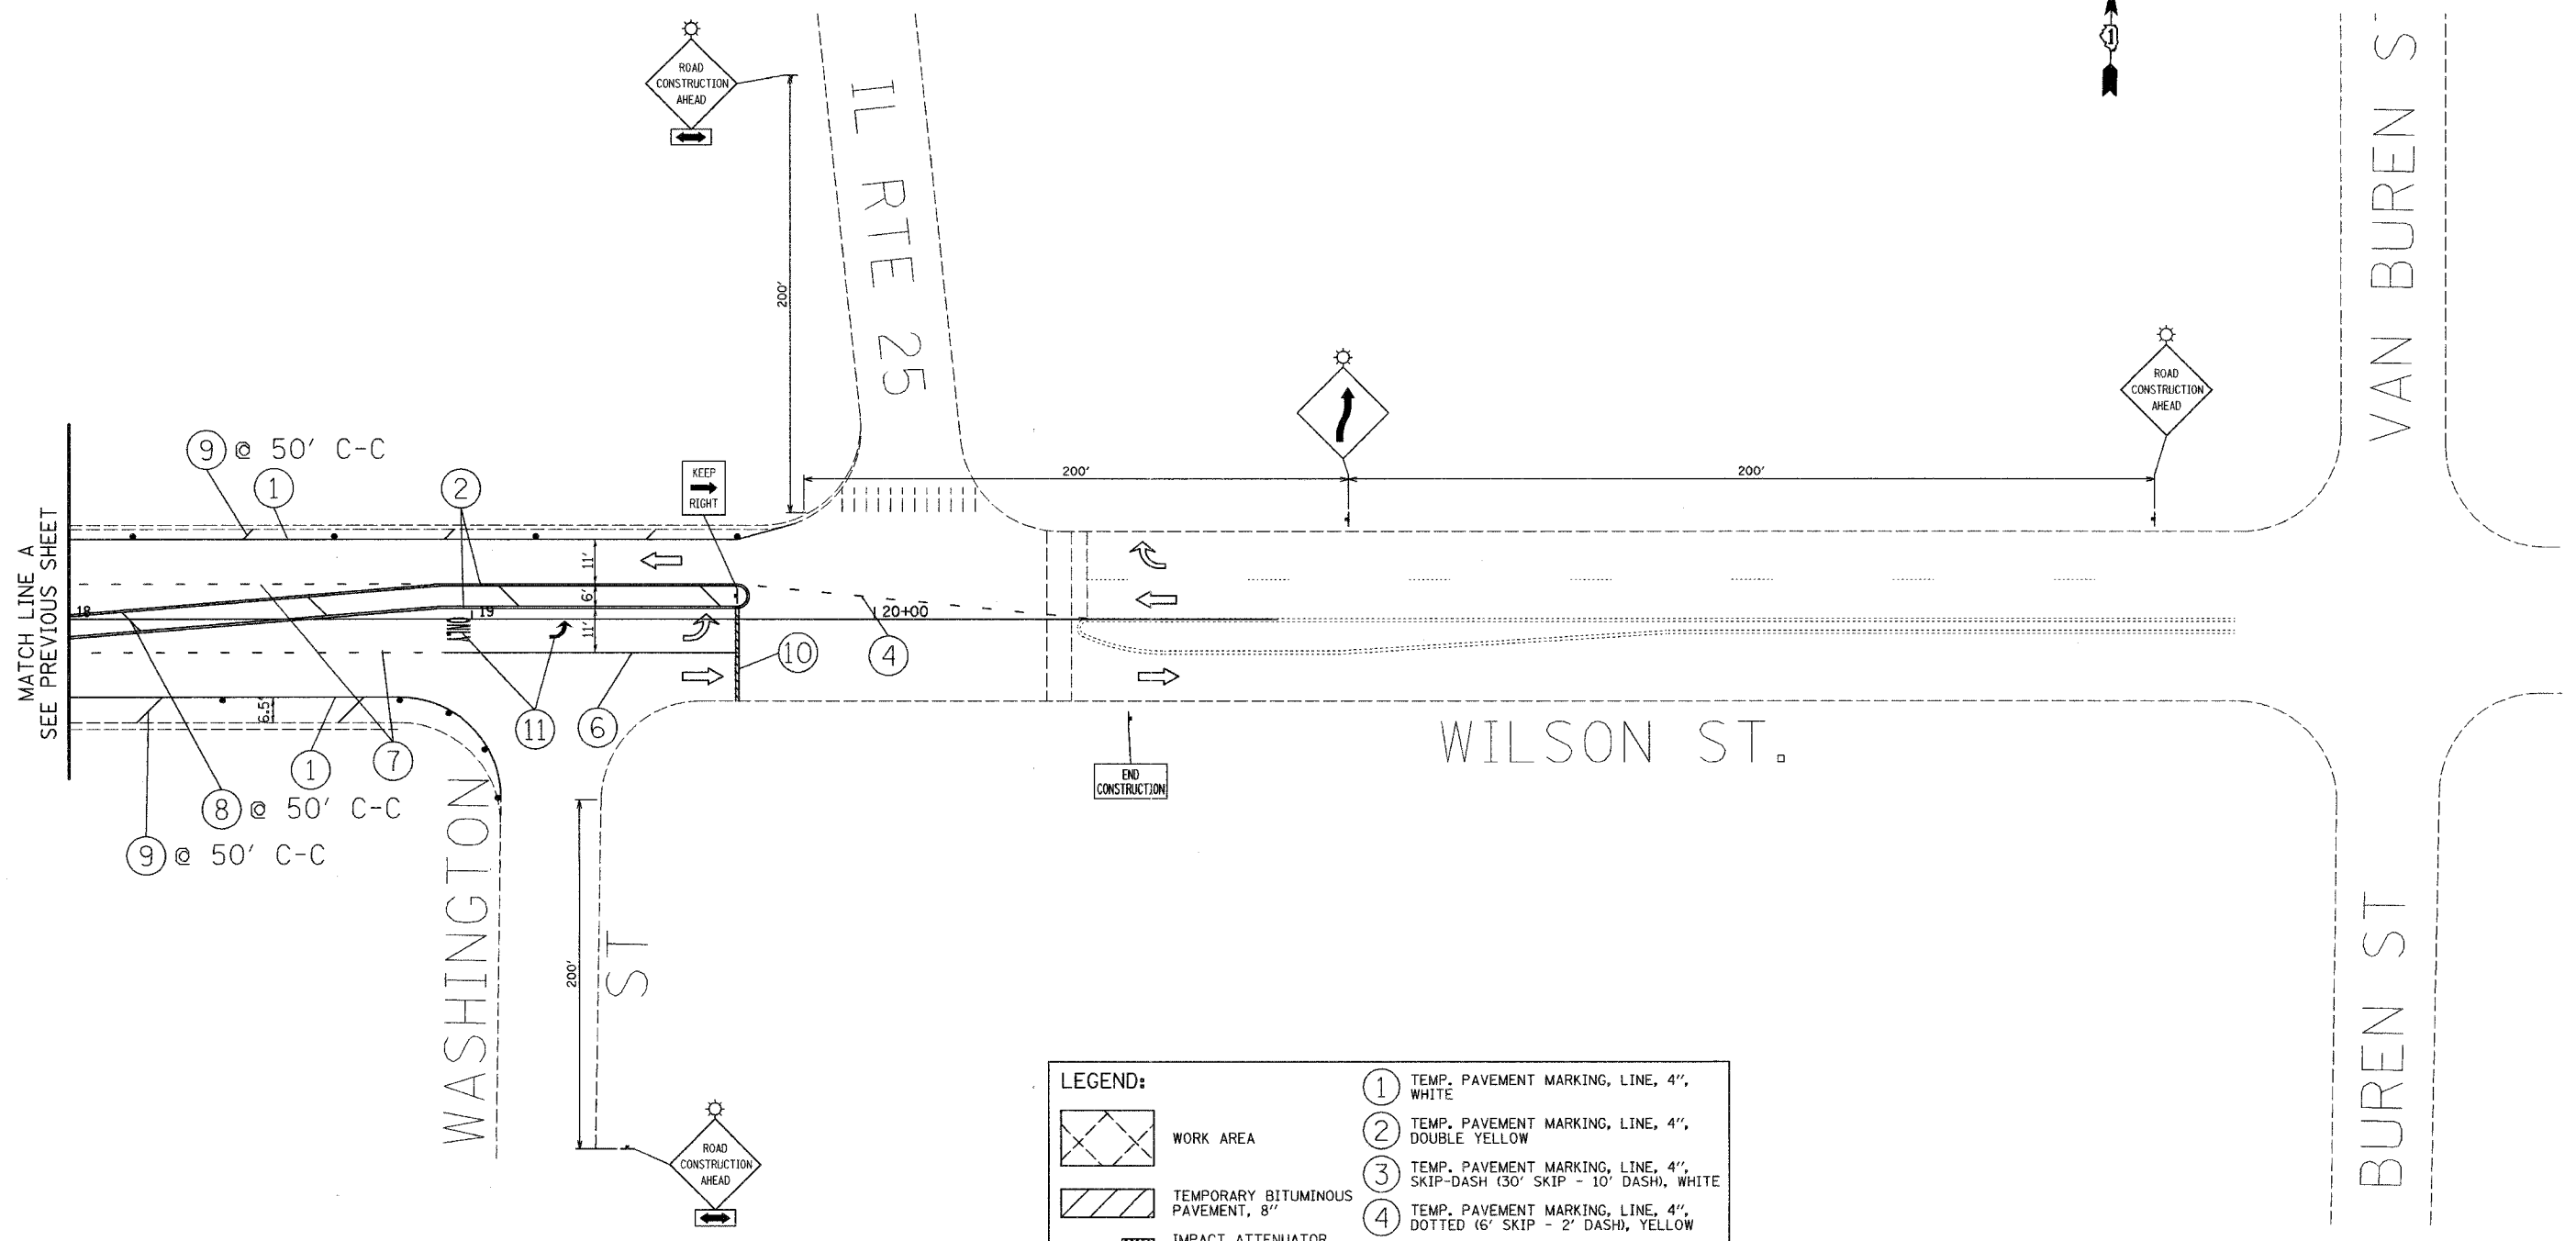 ROAD
CONSTRUCTION
AHEAD
IL RTE 25
1
VAN BUREN ST
200'
ROAD
CONSTRUCTION
AHEAD
9 @ 50' C-C
1
2
KEEP
RIGHT
200'
200'
MATCH LINE A
SEE PREVIOUS SHEET
11'
6'
11'
18
19
20+00
ONLY
4
10
6.5'
11
6
7
1
8 @ 50' C-C
9 @ 50' C-C
END
CONSTRUCTION
WILSON ST.
WASHINGTON
ST
200'
BUREN ST
ROAD
CONSTRUCTION
AHEAD
LEGEND:
WORK AREA
TEMPORARY BITUMINOUS
PAVEMENT, 8"
IMPACT ATTENUATOR
1 TEMP. PAVEMENT MARKING, LINE, 4",
WHITE
2 TEMP. PAVEMENT MARKING, LINE, 4",
DOUBLE YELLOW
3 TEMP. PAVEMENT MARKING, LINE, 4",
SKIP-DASH (30' SKIP - 10' DASH), WHITE
4 TEMP. PAVEMENT MARKING, LINE, 4",
DOTTED (6' SKIP - 2' DASH), YELLOW